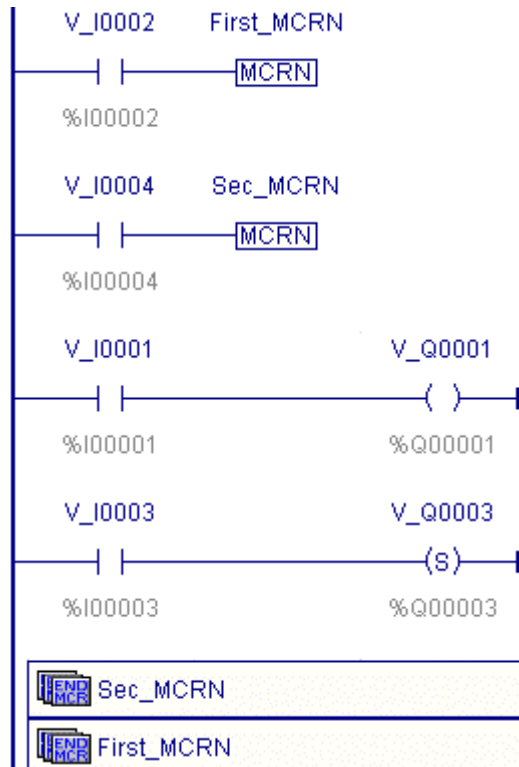 V_I0002 First_MCRN
MCRN
%I00002
V_I0004 Sec_MCRN
MCRN
%I00004
V_I0001 V_Q0001
( )
%I00001 %Q00001
V_I0003 V_Q0003
(S)
%I00003 %Q00003
END MCR Sec_MCRN
END MCR First_MCRN